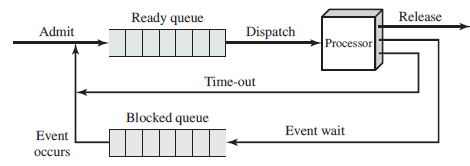 Ready queue
Release
Admit
Dispatch
Processor
Time-out
Blocked queue
Event wait
Event
occurs